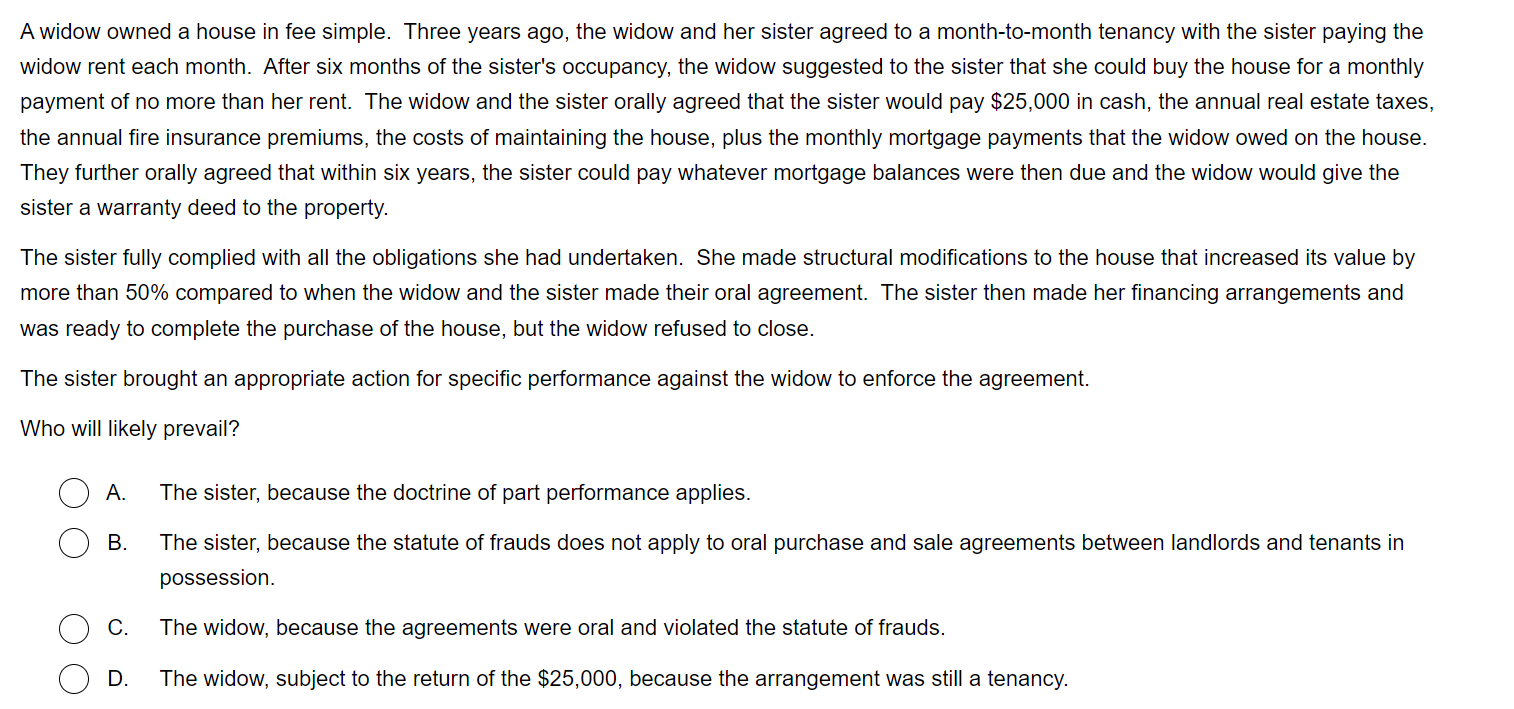 A widow owned a house in fee simple. Three years ago, the widow and her sister agreed to a month-to-month tenancy with the sister paying the
widow rent each month. After six months of the sister's occupancy, the widow suggested to the sister that she could buy the house for a monthly
payment of no more than her rent. The widow and the sister orally agreed that the sister would pay $25,000 in cash, the annual real estate taxes,
the annual fire insurance premiums, the costs of maintaining the house, plus the monthly mortgage payments that the widow owed on the house.
They further orally agreed that within six years, the sister could pay whatever mortgage balances were then due and the widow would give the
sister a warranty deed to the property.
The sister fully complied with all the obligations she had undertaken. She made structural modifications to the house that increased its value by
more than 50% compared to when the widow and the sister made their oral agreement. The sister then made her financing arrangements and
was ready to complete the purchase of the house, but the widow refused to close.
The sister brought an appropriate action for specific performance against the widow to enforce the agreement.
Who will likely prevail?
A. The sister, because the doctrine of part performance applies.
B. The sister, because the statute of frauds does not apply to oral purchase and sale agreements between landlords and tenants in
possession.
C. The widow, because the agreements were oral and violated the statute of frauds.
D. The widow, subject to the return of the $25,000, because the arrangement was still a tenancy.